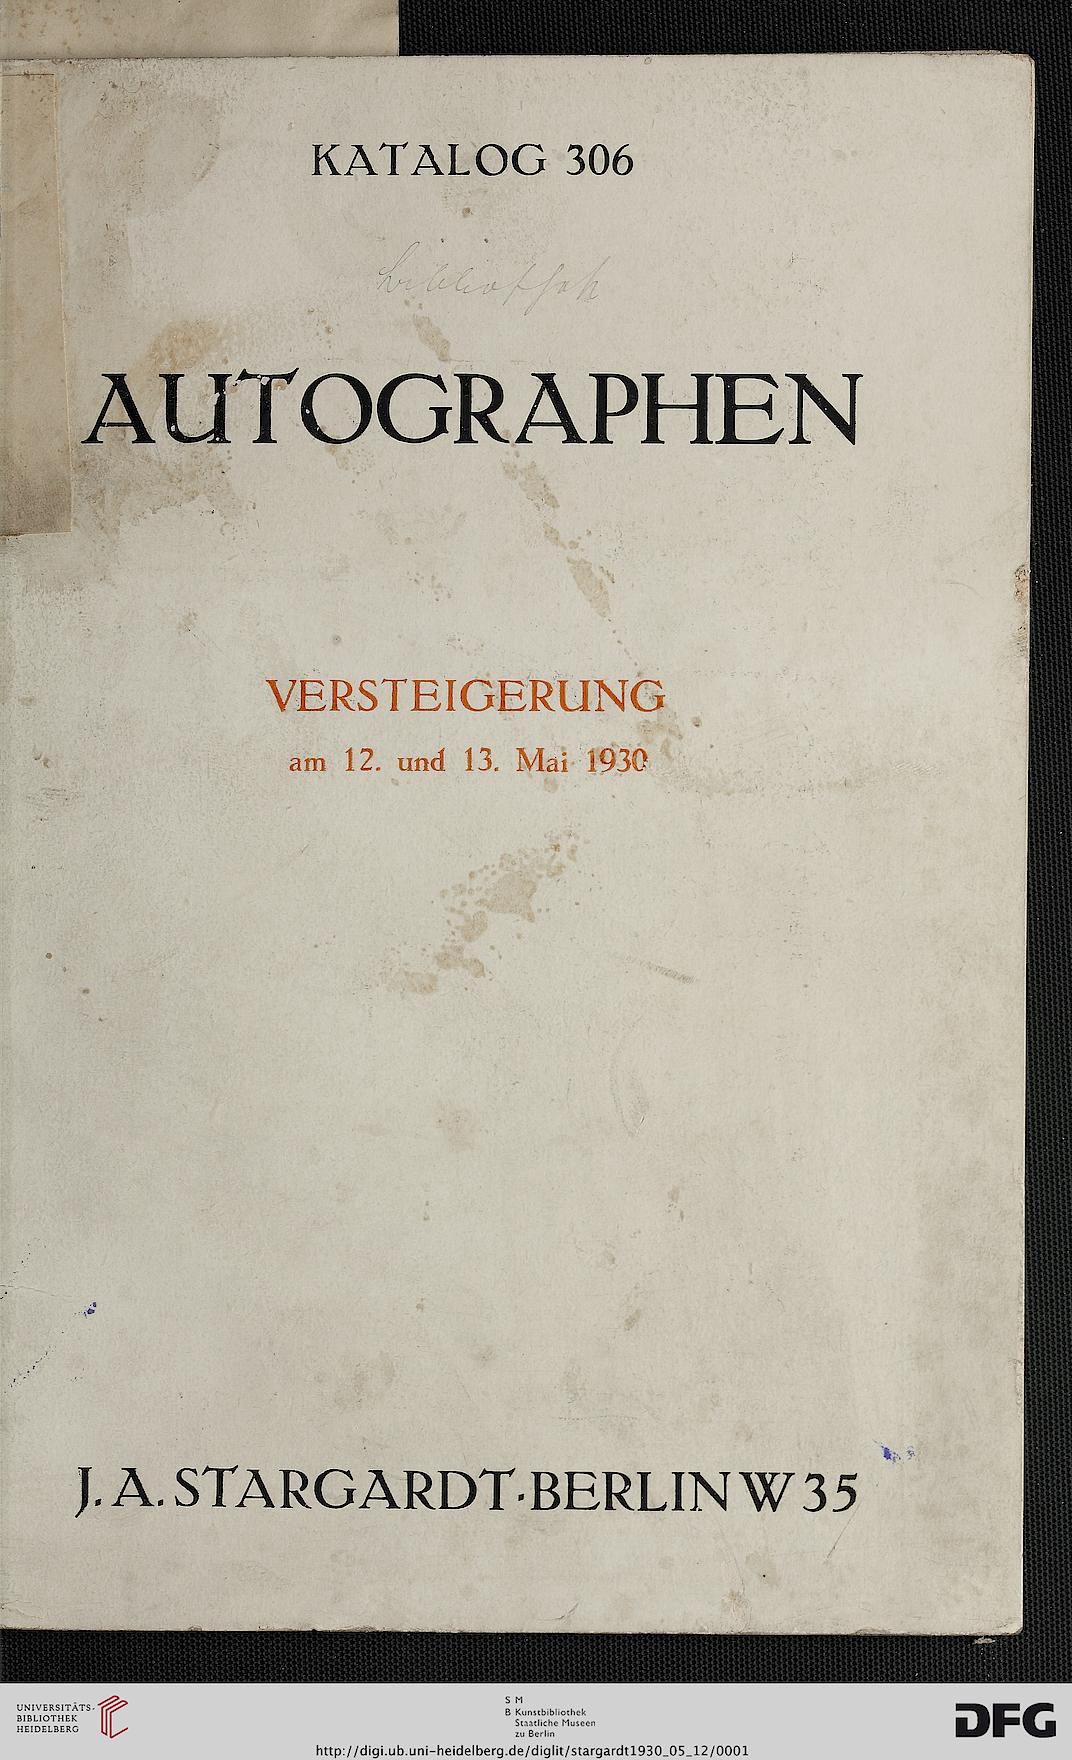 KATALOG 306
Bibliothek
AUTOGRAPHEN
VERSTEIGERUNG
am 12. und 13. Mai 1930
J. A. STARGARDT·BERLIN W 35
UNIVERSITÄTS-
BIBLIOTHEK
HEIDELBERG
S M
B Kunstbibliothek
Staatliche Museen
zu Berlin
DFG
http://digi.ub.uni-heidelberg.de/diglit/stargardt1930_05_12/0001